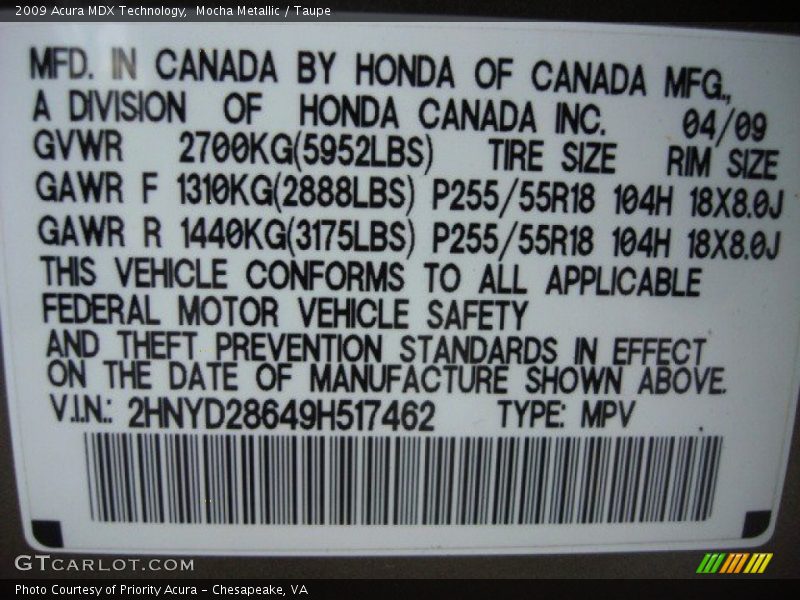 2009 Acura MDX Technology,  Mocha Metallic / Taupe
MFD. IN CANADA BY HONDA OF CANADA MFG.,
A DIVISION OF HONDA CANADA INC. 04/09
GVWR 2700KG(5952LBS) TIRE SIZE RIM SIZE
GAWR F 1310KG(2888LBS) P255/55R18 104H 18X8.0J
GAWR R 1440KG(3175LBS) P255/55R18 104H 18X8.0J
THIS VEHICLE CONFORMS TO ALL APPLICABLE
FEDERAL MOTOR VEHICLE SAFETY
AND THEFT PREVENTION STANDARDS IN EFFECT
ON THE DATE OF MANUFACTURE SHOWN ABOVE.
V.I.N.: 2HNYD28649H517462 TYPE: MPV
GTCARLOT.COM
Photo Courtesy of Priority Acura – Chesapeake, VA